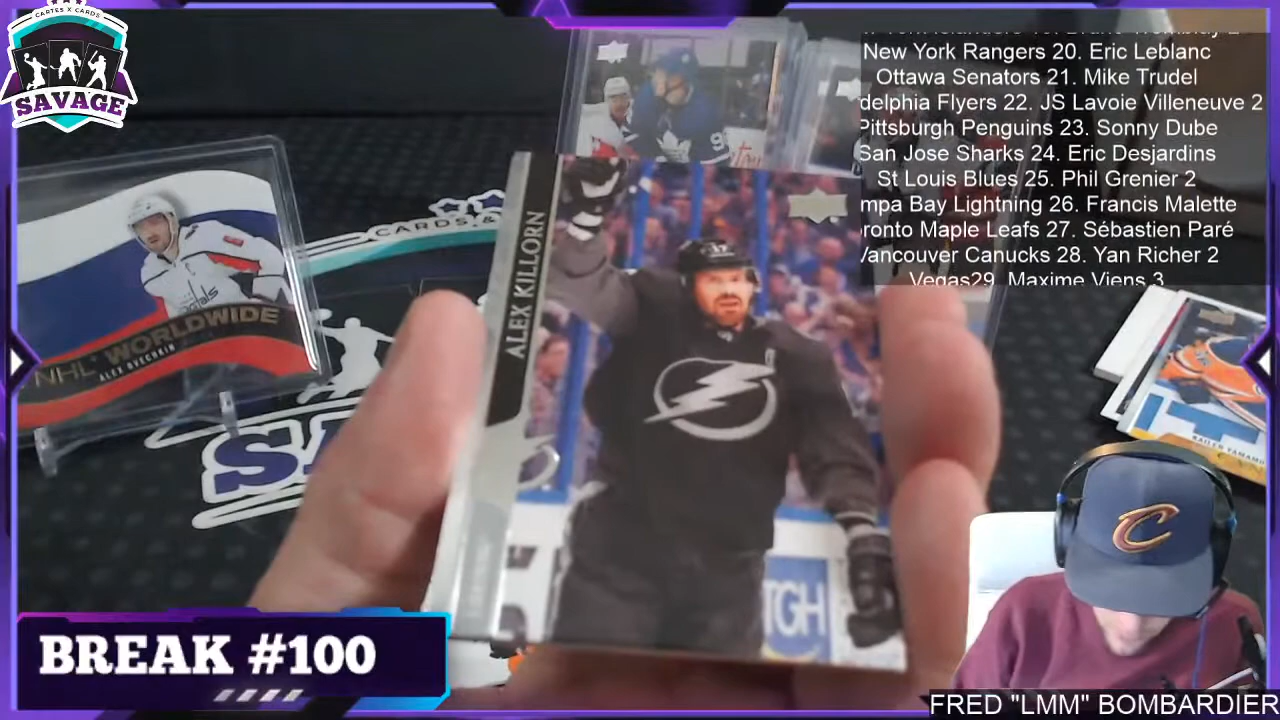 CARTES X CARDS
SAVAGE
New York Rangers 20. Eric Leblanc
Ottawa Senators 21. Mike Trudel
delphia Flyers 22. JS Lavoie Villeneuve 2
Pittsburgh Penguins 23. Sonny Dube
San Jose Sharks 24. Eric Desjardins
St Louis Blues 25. Phil Grenier 2
mpa Bay Lightning 26. Francis Malette
ronto Maple Leafs 27. Sébastien Paré
Vancouver Canucks 28. Yan Richer 2
Vegas29. Maxime Viens 3
CARDS
NHL WORLDWIDE
ALEX OVECHKIN
ALEX KILLORN
TGH
BREAK #100
FRED "LMM" BOMBARDIER